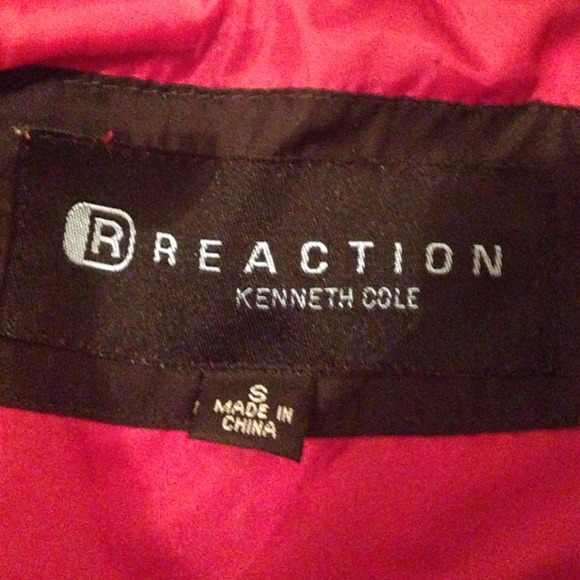 R REACTION
KENNETH COLE
S
MADE IN
CHINA